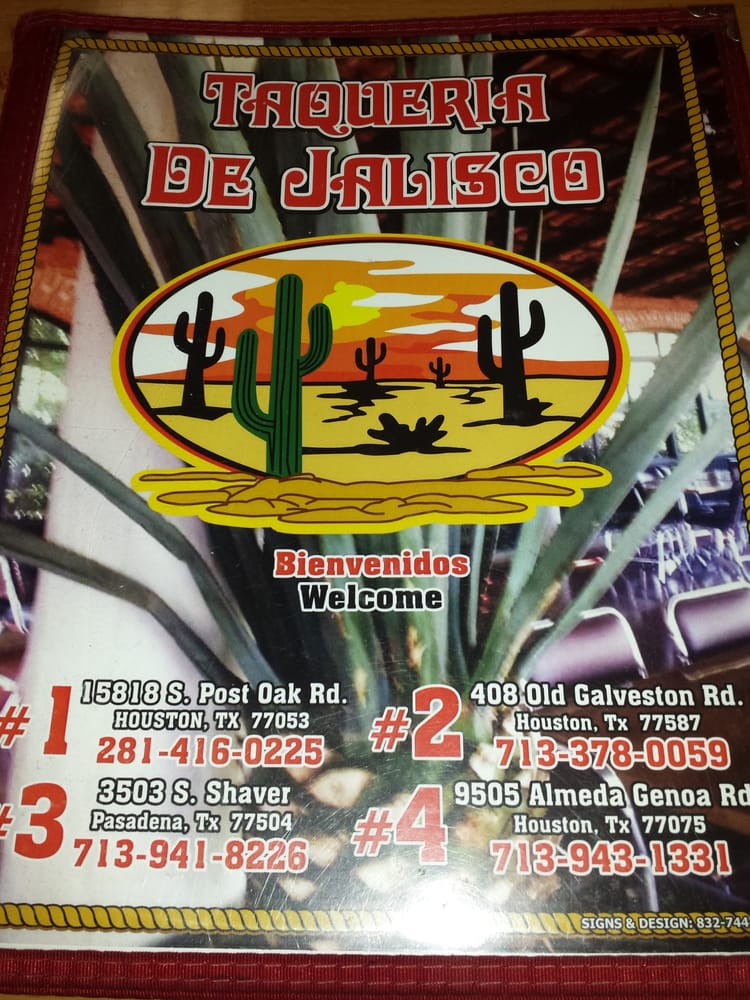 TAQUERIA
DE JALISCO
Bienvenidos
Welcome
#1
15818 S. Post Oak Rd.
HOUSTON, TX 77053
281-416-0225
#2
408 Old Galveston Rd.
Houston, Tx 77587
713-378-0059
#3
3503 S. Shaver
Pasadena, Tx 77504
713-941-8226
#4
9505 Almeda Genoa Rd
Houston, Tx 77075
713-943-1331
SIGNS & DESIGN: 832-744